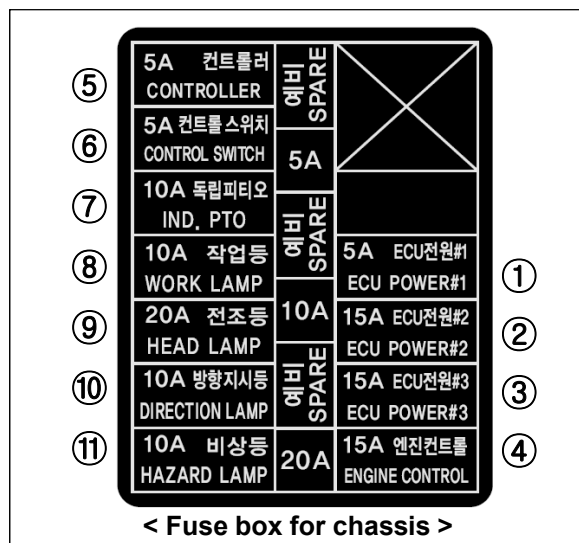 ⑤
5A 컨트롤러
CONTROLLER
⑥
5A 컨트롤스위치
CONTROL SWITCH
⑦
10A 독립피티오
IND. PTO
⑧
10A 작업등
WORK LAMP
⑨
20A 전조등
HEAD LAMP
⑩
10A 방향지시등
DIRECTION LAMP
⑪
10A 비상등
HAZARD LAMP
예비
SPARE
5A
예비
SPARE
10A
예비
SPARE
20A
5A ECU전원#1
ECU POWER#1
①
15A ECU전원#2
ECU POWER#2
②
15A ECU전원#3
ECU POWER#3
③
15A 엔진컨트롤
ENGINE CONTROL
④
< Fuse box for chassis >